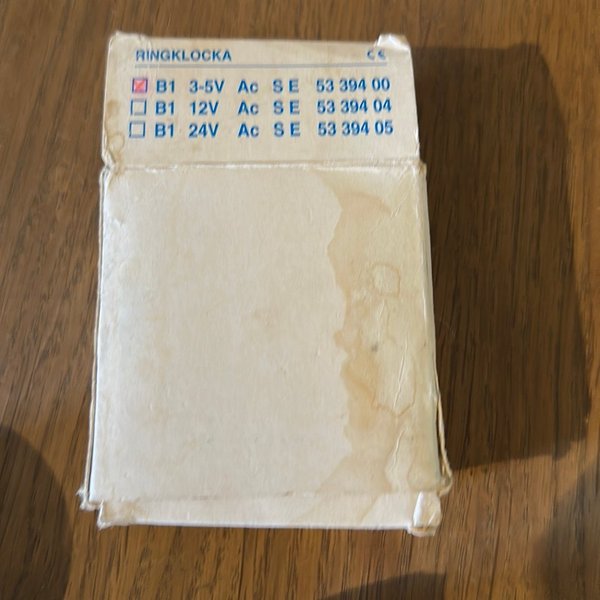 RINGKLOCKA CE
B1 3-5V Ac S E 53 394 00
B1 12V Ac S E 53 394 04
B1 24V Ac S E 53 394 05